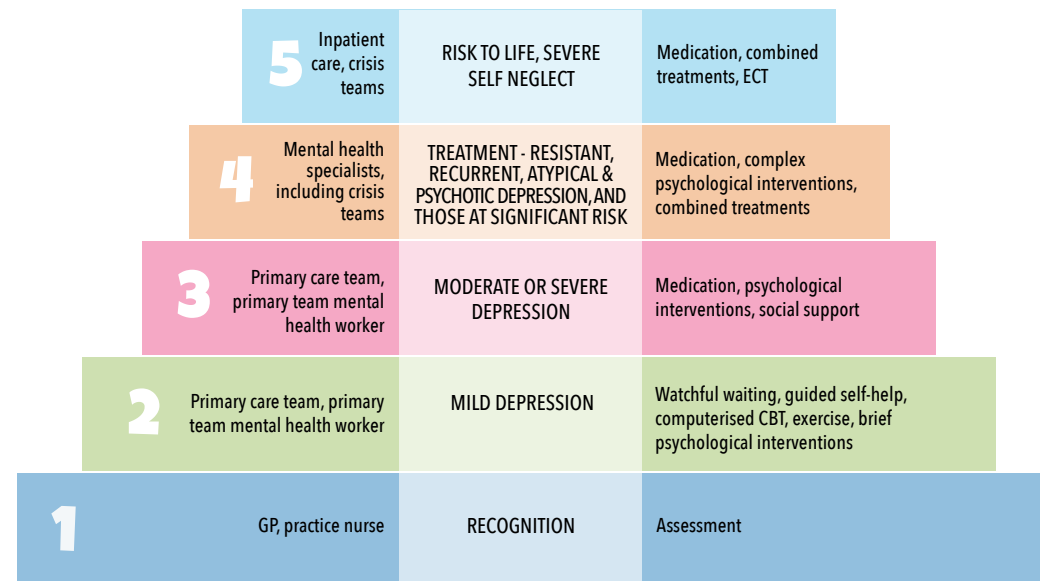 5
Inpatient
care, crisis
teams
RISK TO LIFE, SEVERE
SELF NEGLECT
Medication, combined
treatments, ECT
4
Mental health
specialists,
including crisis
teams
TREATMENT - RESISTANT,
RECURRENT, ATYPICAL &
PSYCHOTIC DEPRESSION, AND
THOSE AT SIGNIFICANT RISK
Medication, complex
psychological interventions,
combined treatments
3
Primary care team,
primary team mental
health worker
MODERATE OR SEVERE
DEPRESSION
Medication, psychological
interventions, social support
2
Primary care team, primary
team mental health worker
MILD DEPRESSION
Watchful waiting, guided self-help,
computerised CBT, exercise, brief
psychological interventions
1
GP, practice nurse
RECOGNITION
Assessment